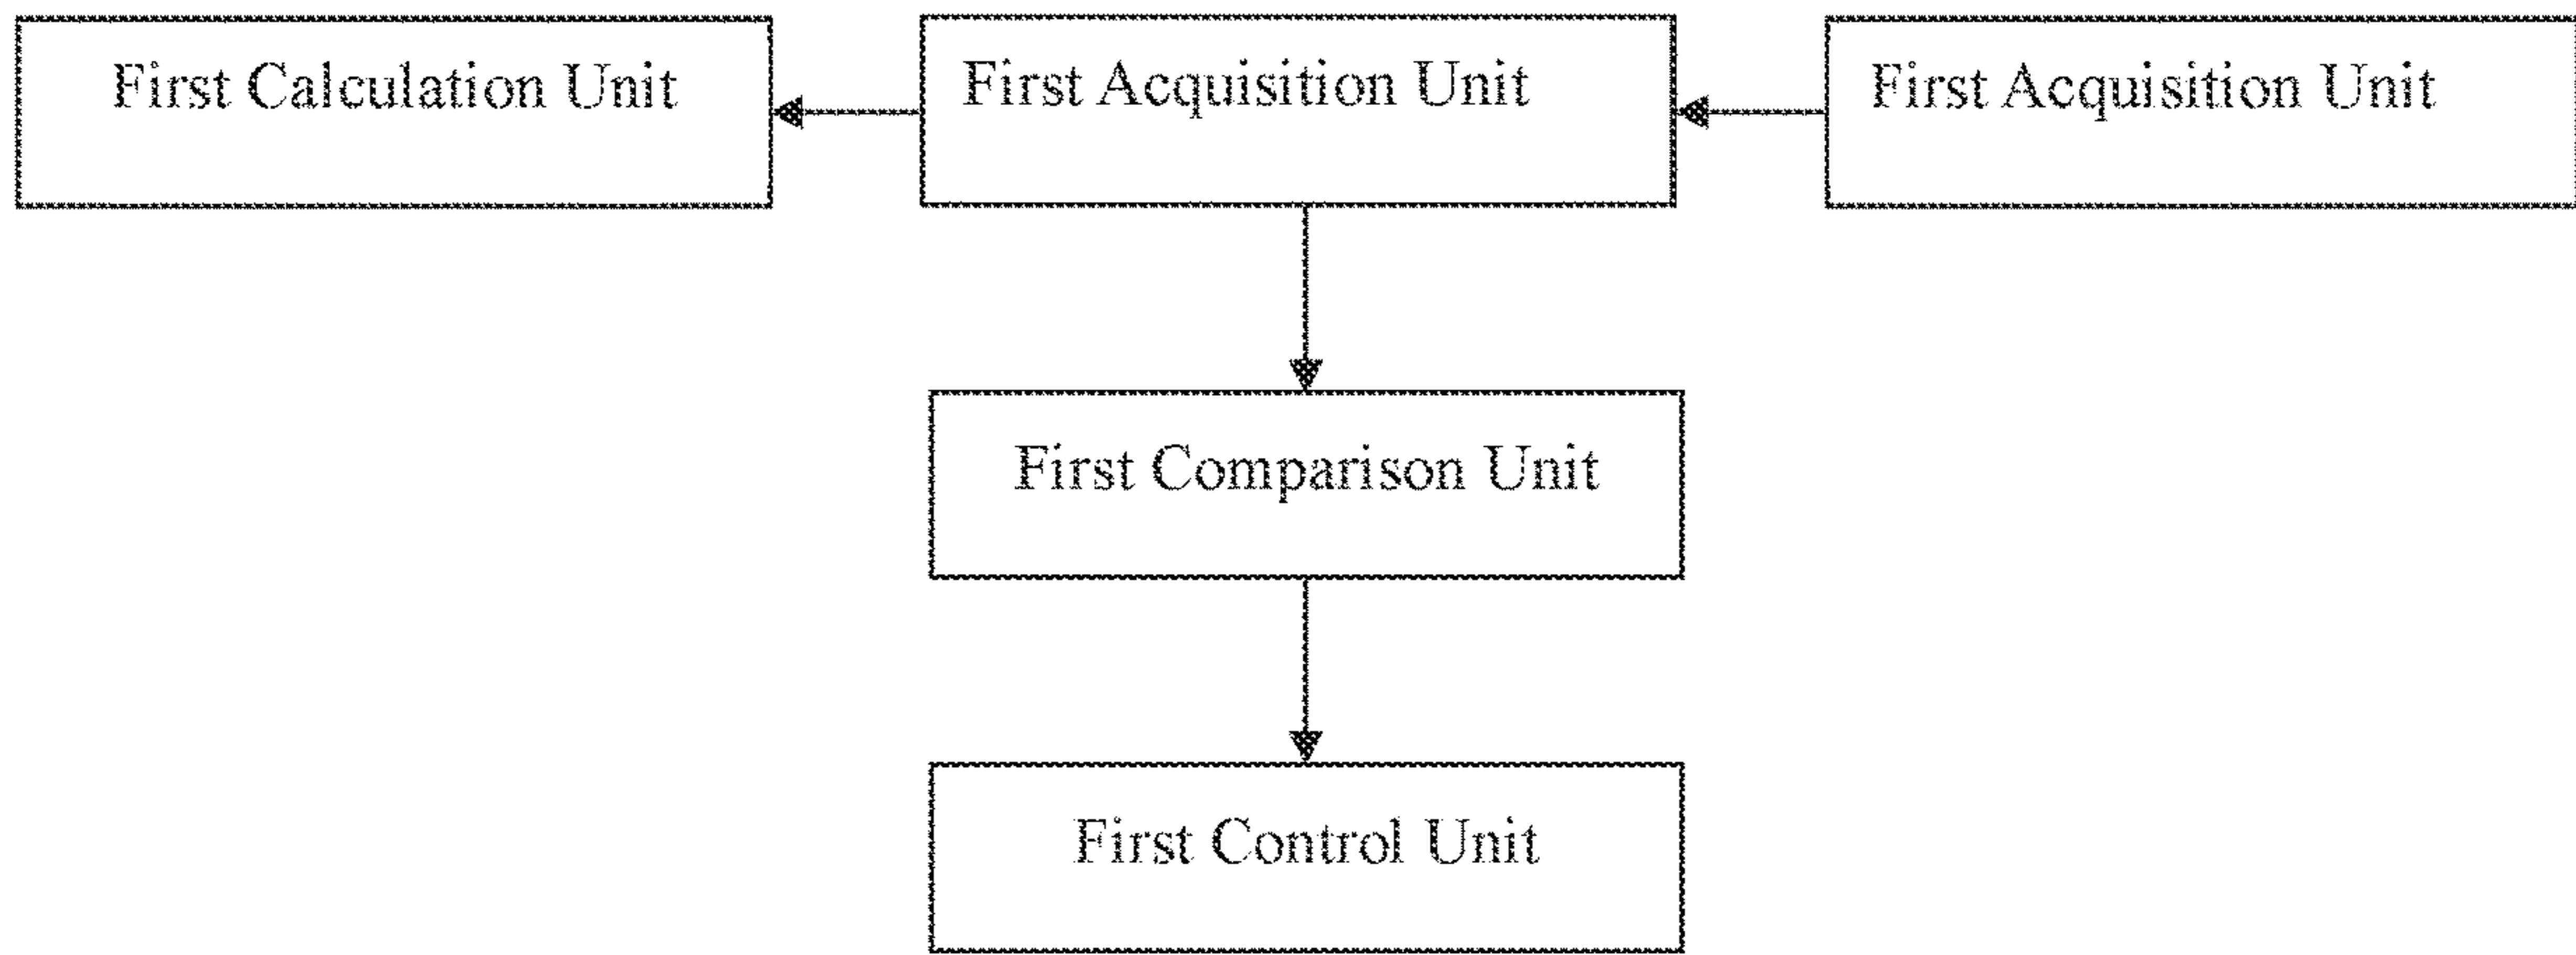 First Calculation Unit
First Acquisition Unit
First Acquisition Unit
First Comparison Unit
First Control Unit